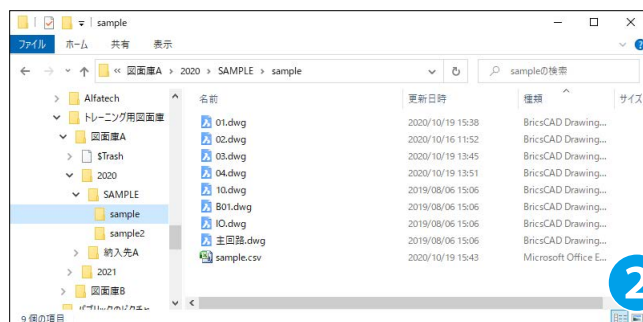 sample
ファイル ホーム 共有 表示
« 図面庫A > 2020 > SAMPLE > sample
sampleの検索
Alfatech
トレーニング用図面庫
図面庫A
$Trash
2020
SAMPLE
sample
sample2
納入先A
2021
図面庫B
名前 更新日時 種類 サイズ
01.dwg 2020/10/19 15:38 BricsCAD Drawing...
02.dwg 2020/10/16 11:52 BricsCAD Drawing...
03.dwg 2020/10/19 13:45 BricsCAD Drawing...
04.dwg 2020/10/19 13:51 BricsCAD Drawing...
10.dwg 2019/08/06 15:06 BricsCAD Drawing...
B01.dwg 2019/08/06 15:06 BricsCAD Drawing...
IO.dwg 2019/08/06 15:06 BricsCAD Drawing...
主回路.dwg 2019/08/06 15:06 BricsCAD Drawing...
sample.csv 2020/10/19 15:43 Microsoft Office E...
9 個の項目
2